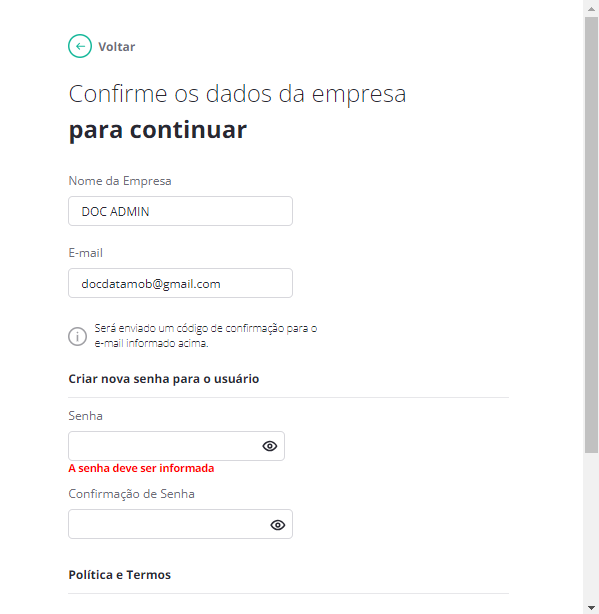 Voltar
Confirme os dados da empresa
para continuar
Nome da Empresa
DOC ADMIN
E-mail
docdatamob@gmail.com
Será enviado um código de confirmação para o
e-mail informado acima.
Criar nova senha para o usuário
Senha
A senha deve ser informada
Confirmação de Senha
Política e Termos